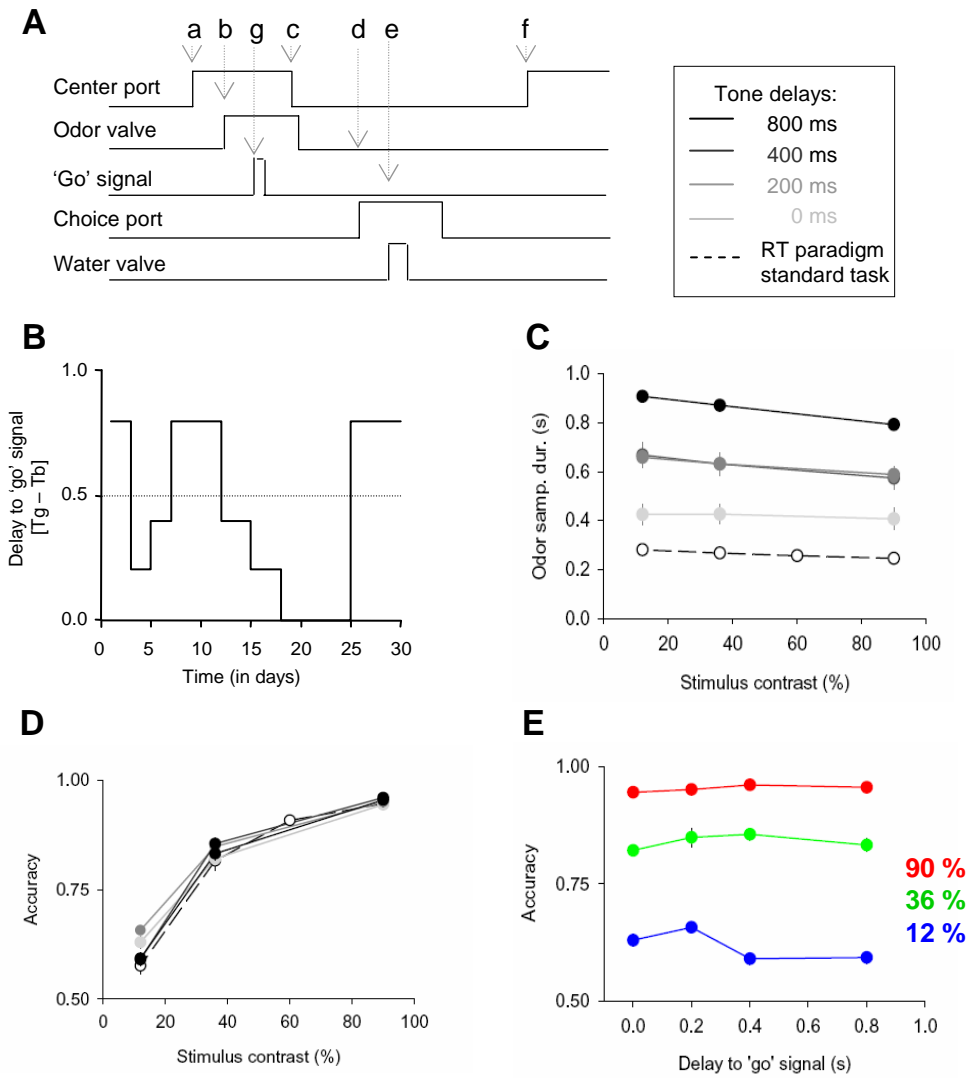 A
a b g c d e f
Center port
Odor valve
‘Go’ signal
Choice port
Water valve
Tone delays:
800 ms
400 ms
200 ms
0 ms
RT paradigm
standard task
B
Delay to ‘go’ signal
[Tg – Tb]
1.0
0.5
0.0
0 5 10 15 20 25 30
Time (in days)
C
Odor samp. dur. (s)
1.0
0.8
0.6
0.4
0.2
0.0
0 20 40 60 80 100
Stimulus contrast (%)
D
Accuracy
1.00
0.75
0.50
0 20 40 60 80 100
Stimulus contrast (%)
E
Accuracy
1.00
0.75
0.50
90 %
36 %
12 %
0.0 0.2 0.4 0.6 0.8 1.0
Delay to 'go' signal (s)